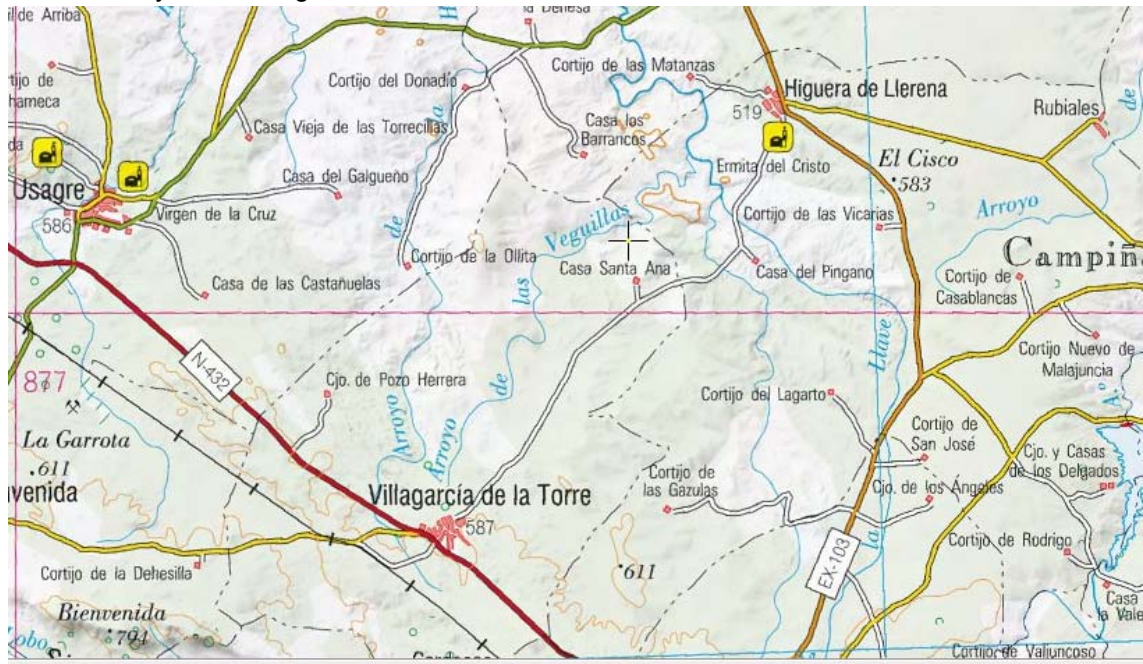 de Arriba
la Dehesa
Cortijo del Donadío
Cortijo de las Matanzas
Higuera de Llerena
519
Rubiales
de
Casa Vieja de las Torrecillas
Casa los
Barrancos
Ermita del Cristo
El Cisco
583
Usagre
586
Casa del Galgueño
Virgen de la Cruz
Cortijo de las Vicarias
Arroyo
Campiñ
Veguillas
las
de
Arroyo
de
la
Cortijo de la Ollita
Casa Santa Ana
Casa del Pingano
Cortijo de
Casablancas
Casa de las Castañuelas
Llave
la
Cortijo Nuevo de
Malajuncia
877
N-432
Cjo. de Pozo Herrera
Arroyo
de
Cortijo del Lagarto
Cortijo de
San José
La Garrota
611
Cjo. y Casas
de los Delgados
Cortijo de
las Gazulas
Cjo. de los Ángeles
Villagarcía de la Torre
587
EX-103
611
Cortijo de Rodrigo
Cortijo de la Dehesilla
Casa
Bienvenida
794
Cortijo de Valjuncoso